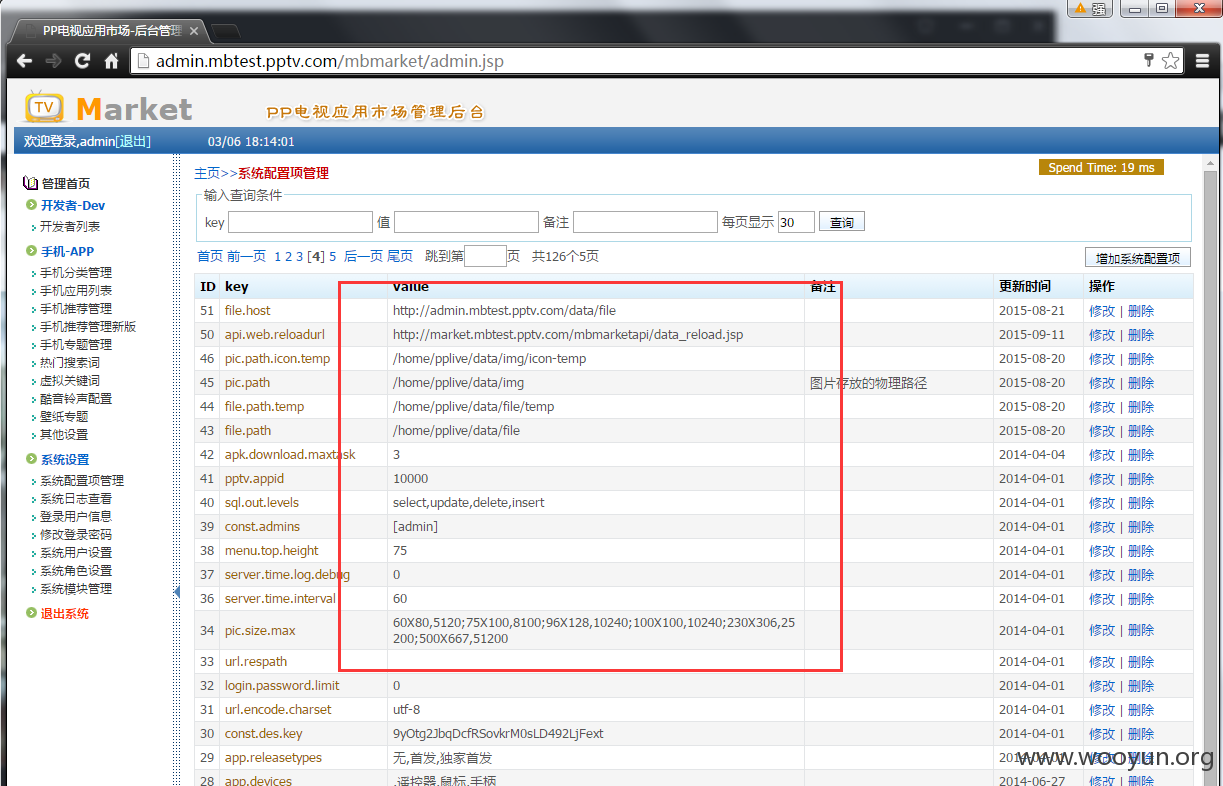 强
PP电视应用市场-后台管理
admin.mbtest.pptv.com/mbmarket/admin.jsp
TV Market PP电视应用市场管理后台
欢迎登录,admin[退出] 03/06 18:14:01
管理首页
开发者-Dev
开发者列表
手机-APP
手机分类管理
手机应用列表
手机推荐管理
手机推荐管理新版
手机专题管理
热门搜索词
虚拟关键词
酷音铃声配置
壁纸专题
其他设置
系统设置
系统配置项管理
系统日志查看
登录用户信息
修改登录密码
系统用户设置
系统角色设置
系统模块管理
退出系统
主页>>系统配置项管理 Spend Time: 19 ms
输入查询条件
key 值 备注 每页显示 30 查询
首页 前一页 1 2 3 [4] 5 后一页 尾页 跳到第 页 共126个5页 增加系统配置项
ID key value 备注 更新时间 操作
51 file.host http://admin.mbtest.pptv.com/data/file 2015-08-21 修改 | 删除
50 api.web.reloadurl http://market.mbtest.pptv.com/mbmarketapi/data_reload.jsp 2015-09-11 修改 | 删除
46 pic.path.icon.temp /home/pplive/data/img/icon-temp 2015-08-20 修改 | 删除
45 pic.path /home/pplive/data/img 图片存放的物理路径 2015-08-20 修改 | 删除
44 file.path.temp /home/pplive/data/file/temp 2015-08-20 修改 | 删除
43 file.path /home/pplive/data/file 2015-08-20 修改 | 删除
42 apk.download.maxtask 3 2014-04-04 修改 | 删除
41 pptv.appid 10000 2014-04-01 修改 | 删除
40 sql.out.levels select,update,delete,insert 2014-04-01 修改 | 删除
39 const.admins [admin] 2014-04-01 修改 | 删除
38 menu.top.height 75 2014-04-01 修改 | 删除
37 server.time.log.debug 0 2014-04-01 修改 | 删除
36 server.time.interval 60 2014-04-01 修改 | 删除
34 pic.size.max 60X80,5120;75X100,8100;96X128,10240;100X100,10240;230X306,25
200;500X667,51200 2014-04-01 修改 | 删除
33 url.respath 2014-04-01 修改 | 删除
32 login.password.limit 0 2014-04-01 修改 | 删除
31 url.encode.charset utf-8 2014-04-01 修改 | 删除
30 const.des.key 9yOtg2JbqDcfRSovkrM0sLD492LjFext 2014-04-01 修改 | 删除
29 app.releasetypes 无,首发,独家首发 2014-04-01 修改 | 删除
28 app.devices ,遥控器,鼠标,手柄 2014-06-27 修改 | 删除
www.wooyun.org